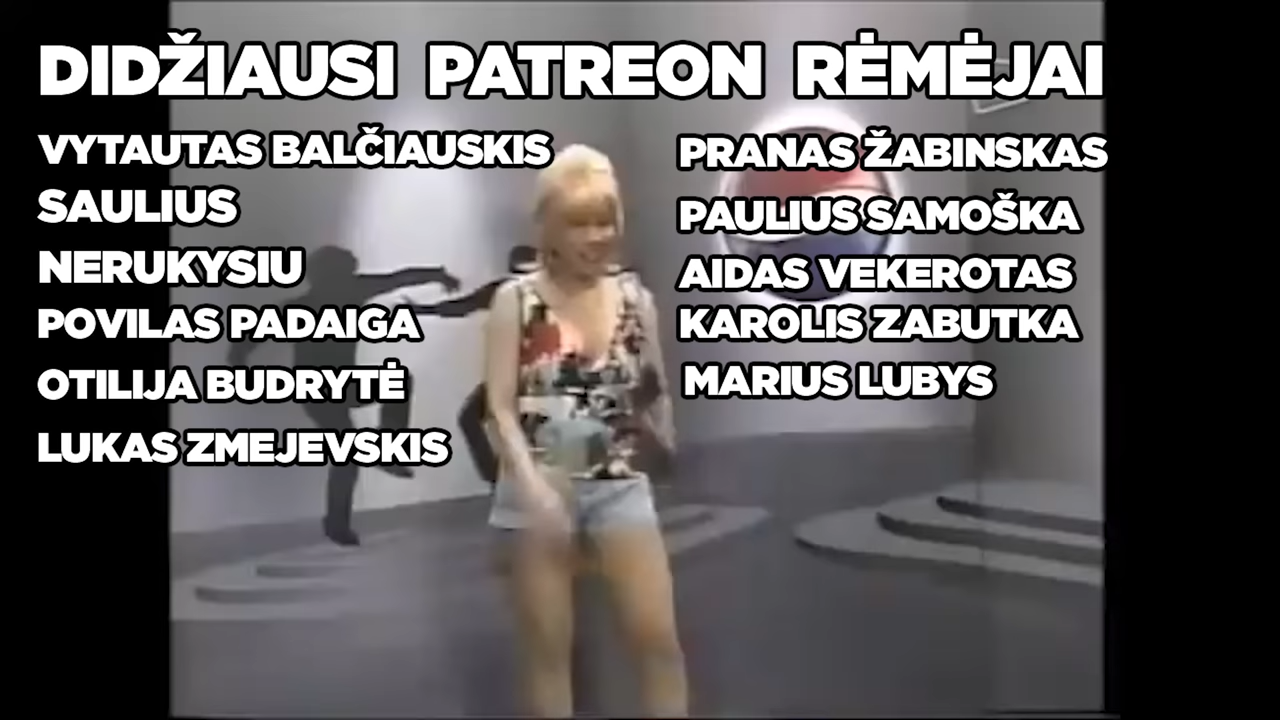 DIDŽIAUSI PATREON RĖMĖJAI
VYTAUTAS BALČIAUSKIS
SAULIUS
NERUKYSIU
POVILAS PADAIGA
OTILIJA BUDRYTĖ
LUKAS ZMEJEVSKIS
PRANAS ŽABINSKAS
PAULIUS SAMOŠKA
AIDAS VEKEROTAS
KAROLIS ZABUTKA
MARIUS LUBYS